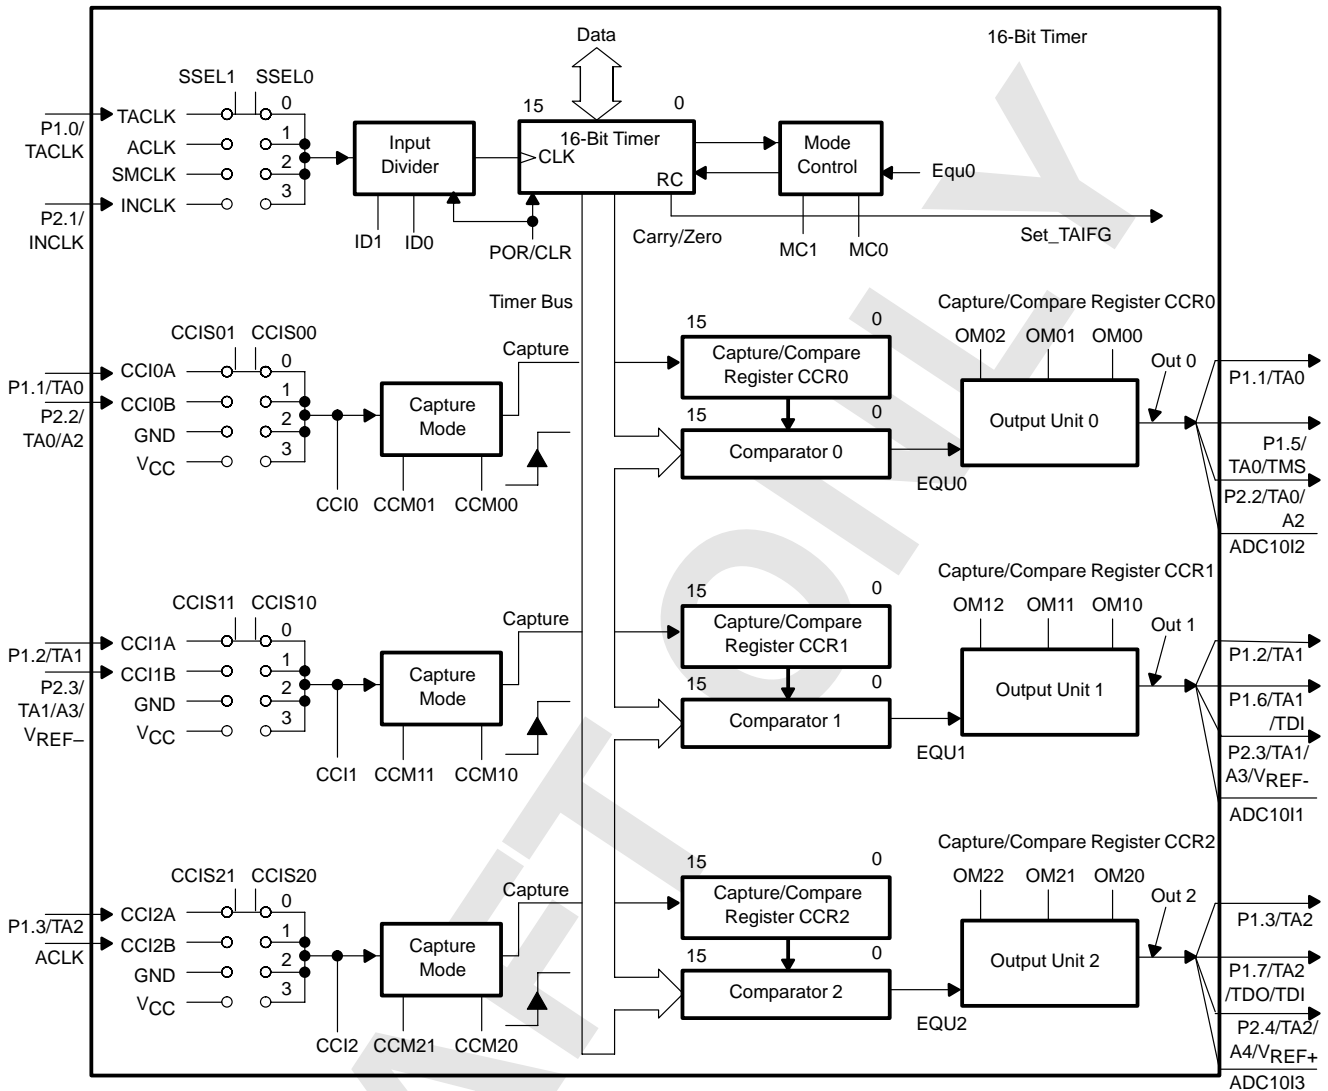 Data
16-Bit Timer
SSEL1 SSEL0
15 0
P1.0/
TACLK
TACLK 0
ACLK 1
SMCLK 2
INCLK 3
P2.1/
INCLK
Input
Divider
16-Bit Timer
CLK
RC
Mode
Control
Equ0
ID1 ID0
POR/CLR
Carry/Zero
MC1 MC0
Set_TAIFG
Timer Bus
CCIS01 CCIS00
P1.1/TA0
P2.2/
TA0/A2
CCI0A 0
CCI0B 1
GND 2
VCC 3
Capture
Mode
Capture
CCI0 CCM01 CCM00
15 0
Capture/Compare
Register CCR0
15 0
Comparator 0
EQU0
Capture/Compare Register CCR0
OM02 OM01 OM00
Output Unit 0
Out 0
P1.1/TA0
P1.5/
TA0/TMS
P2.2/TA0/
A2
ADC10I2
CCIS11 CCIS10
P1.2/TA1
P2.3/
TA1/A3/
VREF–
CCI1A 0
CCI1B 1
GND 2
VCC 3
Capture
Mode
Capture
CCI1 CCM11 CCM10
15 0
Capture/Compare
Register CCR1
15 0
Comparator 1
EQU1
Capture/Compare Register CCR1
OM12 OM11 OM10
Output Unit 1
Out 1
P1.2/TA1
P1.6/TA1
/TDI
P2.3/TA1/
A3/VREF-
ADC10I1
CCIS21 CCIS20
P1.3/TA2
ACLK
CCI2A 0
CCI2B 1
GND 2
VCC 3
Capture
Mode
Capture
CCI2 CCM21 CCM20
15 0
Capture/Compare
Register CCR2
15 0
Comparator 2
EQU2
Capture/Compare Register CCR2
OM22 OM21 OM20
Output Unit 2
Out 2
P1.3/TA2
P1.7/TA2
/TDO/TDI
P2.4/TA2/
A4/VREF+
ADC10I3
AFT ONLY